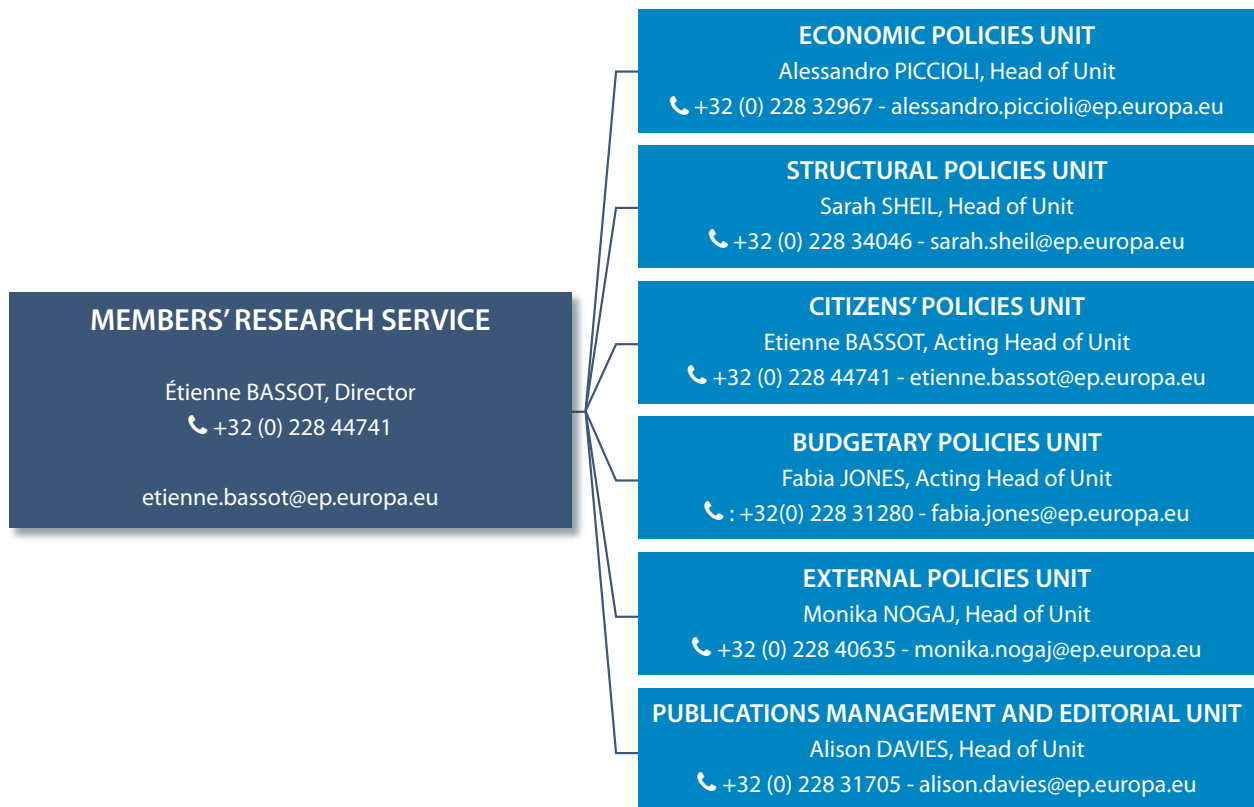 MEMBERS' RESEARCH SERVICE
Étienne BASSOT, Director
+32 (0) 228 44741
etienne.bassot@ep.europa.eu
ECONOMIC POLICIES UNIT
Alessandro PICCIOLI, Head of Unit
+32 (0) 228 32967 - alessandro.piccioli@ep.europa.eu
STRUCTURAL POLICIES UNIT
Sarah SHEIL, Head of Unit
+32 (0) 228 34046 - sarah.sheil@ep.europa.eu
CITIZENS' POLICIES UNIT
Etienne BASSOT, Acting Head of Unit
+32 (0) 228 44741 - etienne.bassot@ep.europa.eu
BUDGETARY POLICIES UNIT
Fabia JONES, Acting Head of Unit
: +32(0) 228 31280 - fabia.jones@ep.europa.eu
EXTERNAL POLICIES UNIT
Monika NOGAJ, Head of Unit
+32 (0) 228 40635 - monika.nogaj@ep.europa.eu
PUBLICATIONS MANAGEMENT AND EDITORIAL UNIT
Alison DAVIES, Head of Unit
+32 (0) 228 31705 - alison.davies@ep.europa.eu